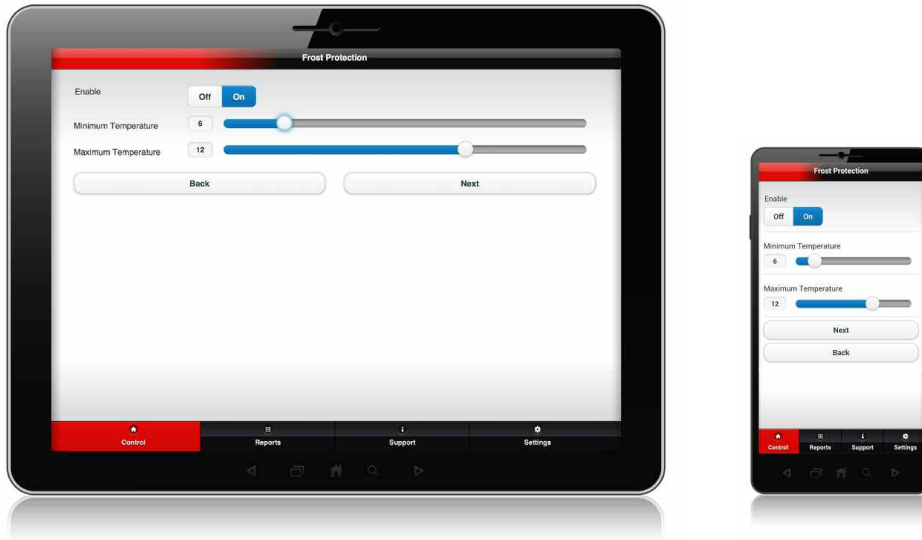 Frost Protection
Enable
Off On
Minimum Temperature 6
Maximum Temperature 12
Back Next
Control Reports Support Settings
Frost Protection
Enable
Off On
Minimum Temperature
6
Maximum Temperature
12
Next
Back
Control Reports Support Settings